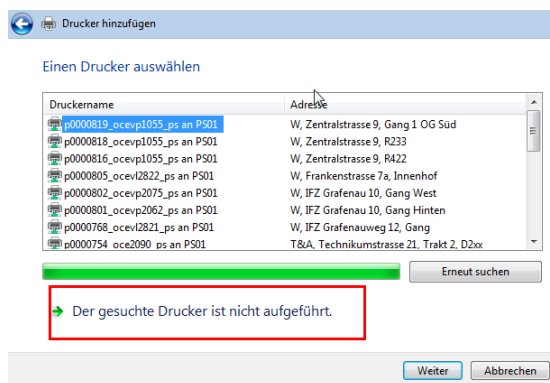 Drucker hinzufügen
Einen Drucker auswählen
Druckername Adresse
p0000819_ocevp1055_ps an PS01 W, Zentralstrasse 9, Gang 1 OG Süd
p0000818_ocevp1055_ps an PS01 W, Zentralstrasse 9, R233
p0000816_ocevp1055_ps an PS01 W, Zentralstrasse 9, R422
p0000805_ocevl2822_ps an PS01 W, Frankenstrasse 7a, Innenhof
p0000802_ocevp2075_ps an PS01 W, IFZ Grafenau 10, Gang West
p0000801_ocevp2062_ps an PS01 W, IFZ Grafenau 10, Gang Hinten
p0000768_ocevl2821_ps an PS01 W, IFZ Grafenauweg 12, Gang
p0000754_oce2090_ps an PS01 T&A, Technikumstrasse 21, Trakt 2, D2xx
Erneut suchen
Der gesuchte Drucker ist nicht aufgeführt.
Weiter Abbrechen